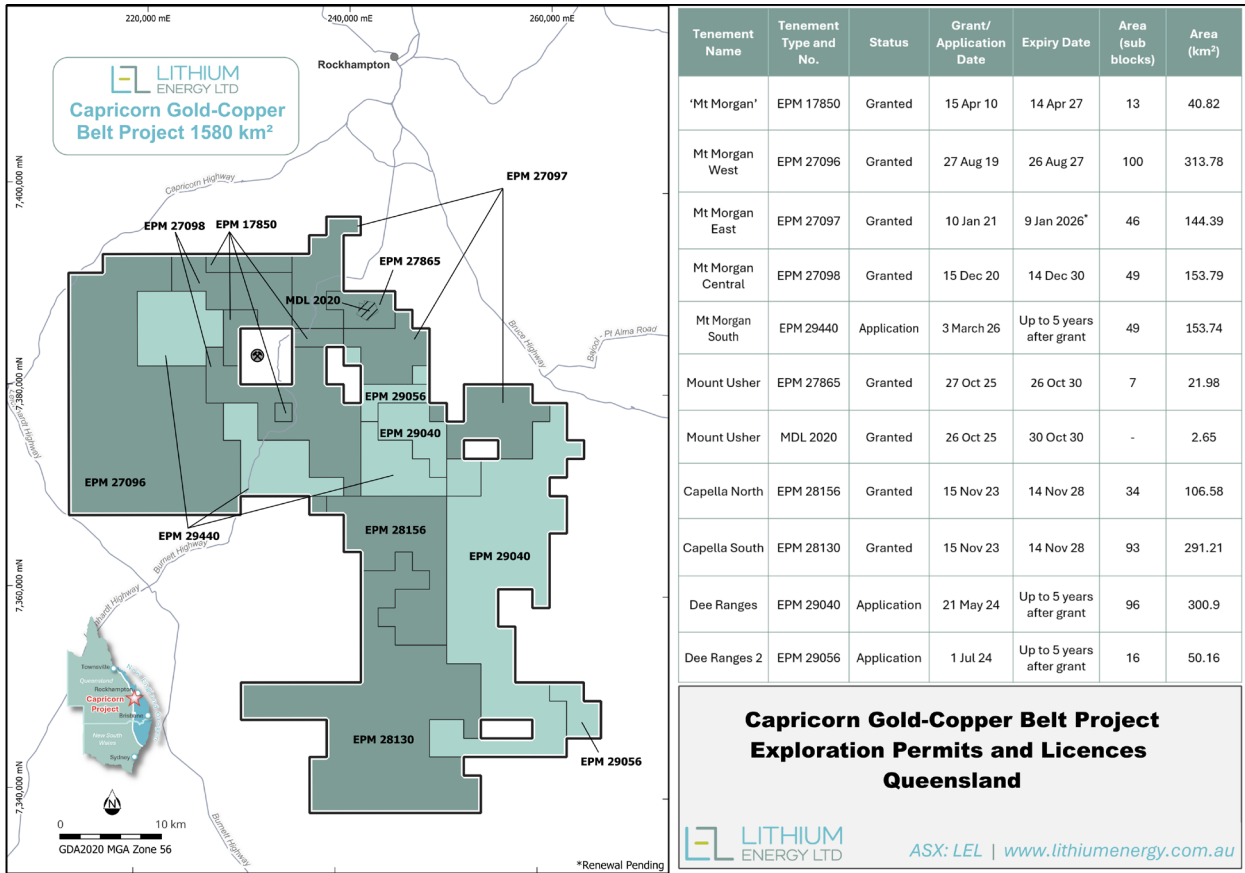 220,000 mE
240,000 mE
260,000 mE
LITHIUM
ENERGY LTD
Capricorn Gold-Copper
Belt Project 1580 km²
Rockhampton
7,400,000 mN
Capricorn Highway
EPM 27097
EPM 27098
EPM 17850
EPM 27865
MDL 2020
Bruce Highway
Bajool - Pt Alma Road
7,380,000 mN
EPM 29056
EPM 29040
EPM 27096
EPM 29440
EPM 28156
EPM 29040
Burnett Highway
7,360,000 mN
Townsville
Queensland
Rockhampton
Capricorn
Project
Brisbane
New South
Wales
Sydney
EPM 28130
EPM 29056
7,340,000 mN
N
0 10 km
GDA2020 MGA Zone 56
Burnett Highway
*Renewal Pending
Tenement Name | Tenement Type and No. | Status | Grant/ Application Date | Expiry Date | Area (sub blocks) | Area (km²)
‘Mt Morgan’ EPM 17850 Granted 15 Apr 10 14 Apr 27 13 40.82
Mt Morgan West EPM 27096 Granted 27 Aug 19 26 Aug 27 100 313.78
Mt Morgan East EPM 27097 Granted 10 Jan 21 9 Jan 2026* 46 144.39
Mt Morgan Central EPM 27098 Granted 15 Dec 20 14 Dec 30 49 153.79
Mt Morgan South EPM 29440 Application 3 March 26 Up to 5 years after grant 49 153.74
Mount Usher EPM 27865 Granted 27 Oct 25 26 Oct 30 7 21.98
Mount Usher MDL 2020 Granted 26 Oct 25 30 Oct 30 - 2.65
Capella North EPM 28156 Granted 15 Nov 23 14 Nov 28 34 106.58
Capella South EPM 28130 Granted 15 Nov 23 14 Nov 28 93 291.21
Dee Ranges EPM 29040 Application 21 May 24 Up to 5 years after grant 96 300.9
Dee Ranges 2 EPM 29056 Application 1 Jul 24 Up to 5 years after grant 16 50.16
Capricorn Gold-Copper Belt Project
Exploration Permits and Licences
Queensland
LITHIUM
ENERGY LTD
ASX: LEL | www.lithiumenergy.com.au